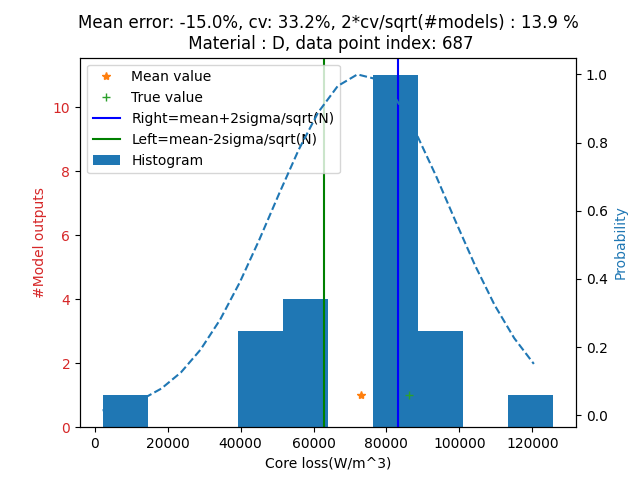 Mean error: -15.0%, cv: 33.2%, 2*cv/sqrt(#models) : 13.9 %
Material : D, data point index: 687
Mean value
True value
Right=mean+2sigma/sqrt(N)
Left=mean-2sigma/sqrt(N)
Histogram
#Model outputs
10
8
6
4
2
0
1.0
0.8
0.6
0.4
0.2
0.0
Probability
0 20000 40000 60000 80000 100000 120000
Core loss(W/m^3)